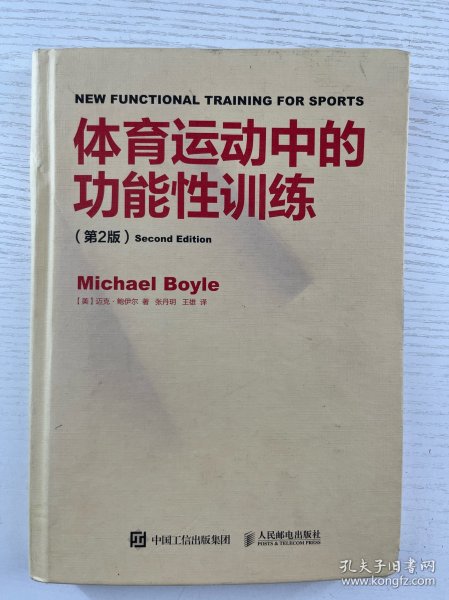 NEW FUNCTIONAL TRAINING FOR SPORTS
体育运动中的
功能性训练
（第2版）Second Edition
Michael Boyle
【美】迈克·鲍伊尔 著 张丹玥 王雄 译
中国工信出版集团 人民邮电出版社
POSTS & TELECOM PRESS
孔夫子旧书网
www.kongfz.com